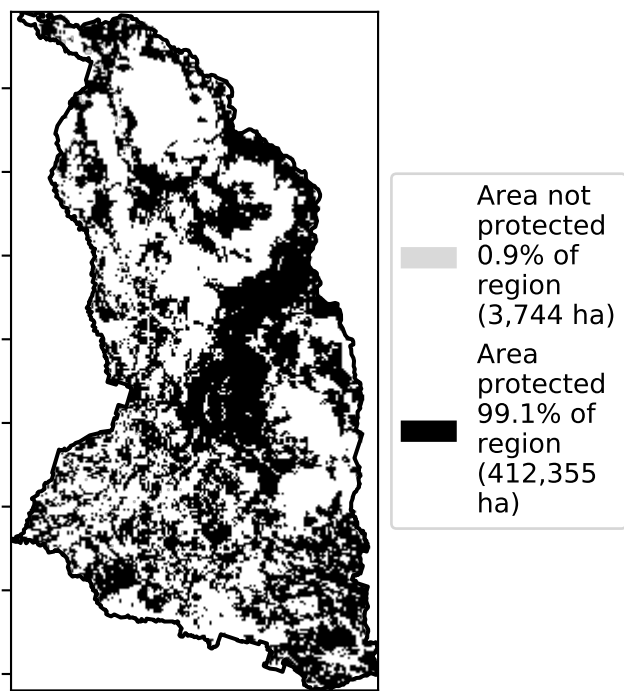 Area not
protected
0.9% of
region
(3,744 ha)
Area
protected
99.1% of
region
(412,355
ha)